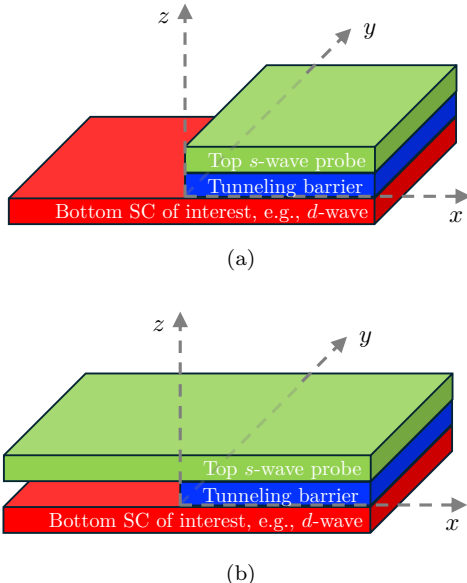 z
y
Top s-wave probe
Tunneling barrier
Bottom SC of interest, e.g., d-wave
x
(a)
z
y
Top s-wave probe
Tunneling barrier
Bottom SC of interest, e.g., d-wave
x
(b)